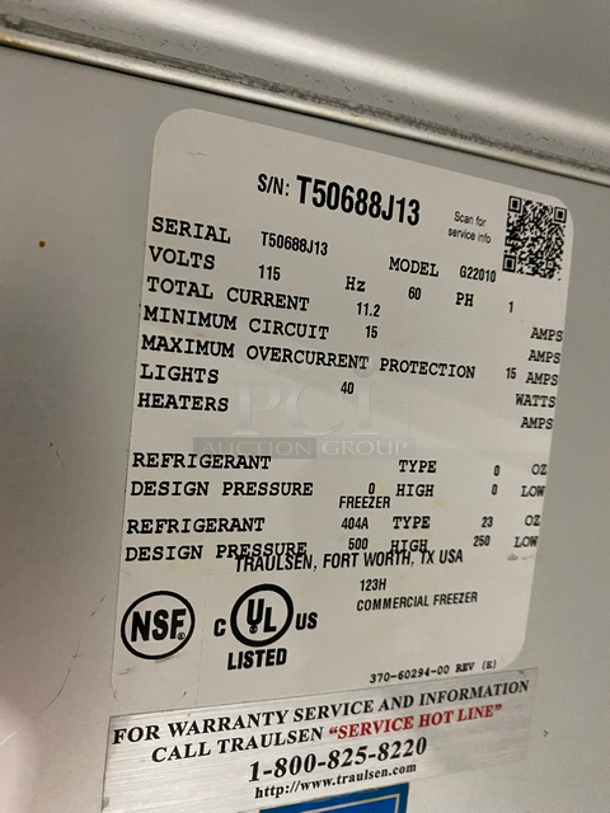 S/N: T50688J13
Scan for
service info
SERIAL T50688J13 MODEL G22010
VOLTS 115 Hz 60 PH 1
TOTAL CURRENT 11.2 AMPS
MINIMUM CIRCUIT 15 AMPS
MAXIMUM OVERCURRENT PROTECTION 15 AMPS
LIGHTS 40 WATTS
HEATERS AMPS
PCI
AUCTION GROUP
REFRIGERANT TYPE 0 OZ
DESIGN PRESSURE 0 HIGH 0 LOW
FREEZER
REFRIGERANT 404A TYPE 23 OZ
DESIGN PRESSURE 500 HIGH 250 LOW
TRAULSEN, FORT WORTH, TX USA
123H
COMMERCIAL FREEZER
NSF®
C UL US
LISTED
370-60294-00 REV (E)
FOR WARRANTY SERVICE AND INFORMATION
CALL TRAULSEN "SERVICE HOT LINE"
1-800-825-8220
http://www.traulsen.com